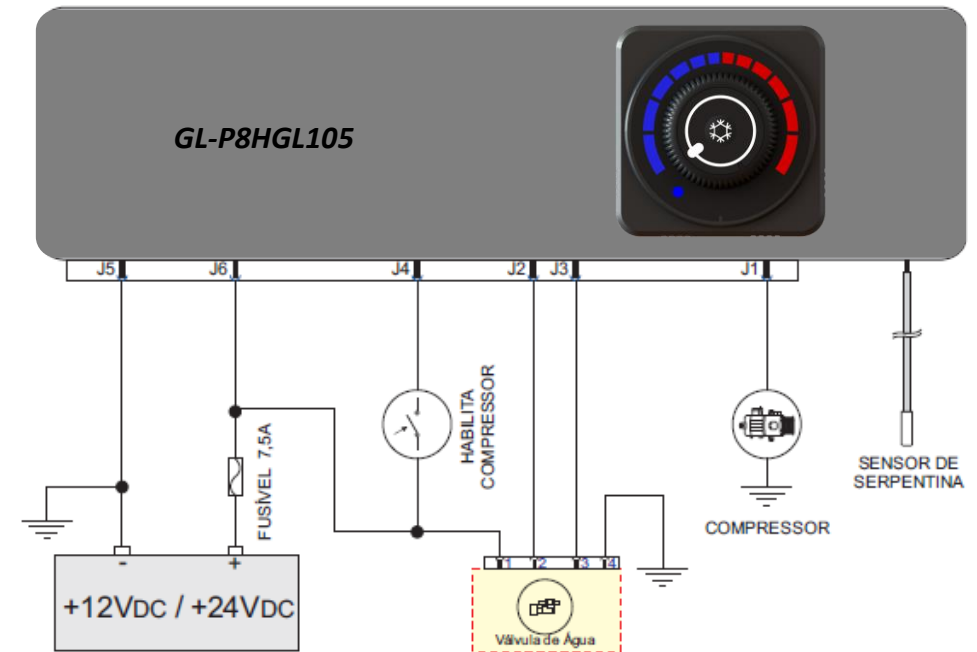 GL-P8HGL105
J5
J6
J4
J2
J3
J1
FUSÍVEL 7,5A
HABILITA
COMPRESSOR
SENSOR DE
SERPENTINA
COMPRESSOR
-
+
+12VDC / +24VDC
1
2
3
4
Válvula de Água